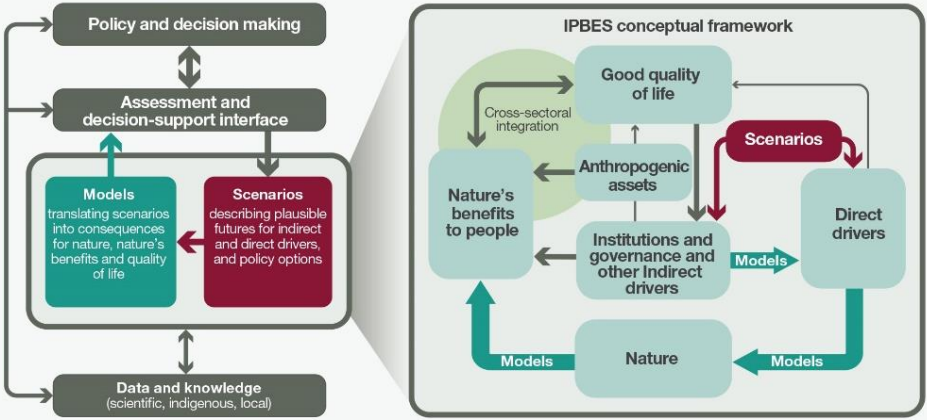 Policy and decision making
Assessment and
decision-support interface
Models
translating scenarios
into consequences
for nature, nature's
benefits and quality
of life
Scenarios
describing plausible
futures for indirect
and direct drivers,
and policy options
Data and knowledge
(scientific, indigenous, local)
IPBES conceptual framework
Good quality
of life
Cross-sectoral
integration
Scenarios
Anthropogenic
assets
Nature's
benefits
to people
Direct
drivers
Institutions and
governance and
other Indirect
drivers
Models
Models
Nature
Models